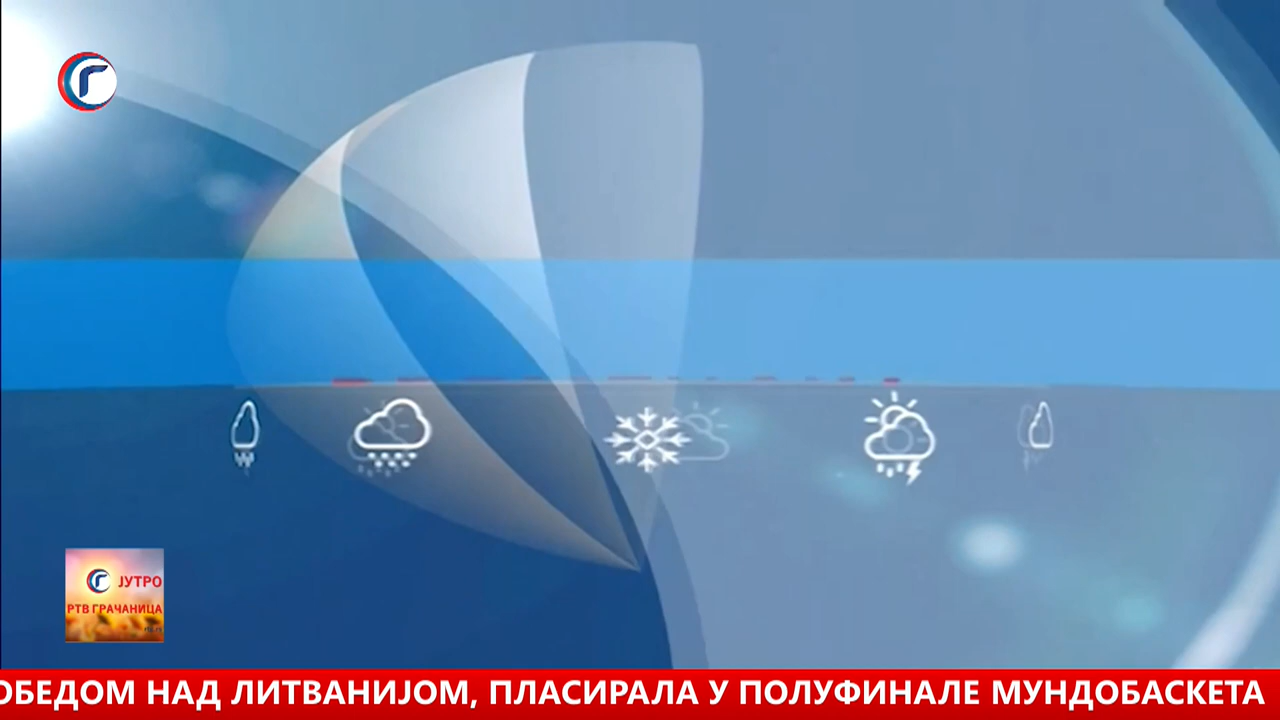 ЈУТРО
РТВ ГРАЧАНИЦА
ОБЕДОМ НАД ЛИТВАНИЈОМ, ПЛАСИРАЛА У ПОЛУФИНАЛЕ МУНДОБАСКЕТА